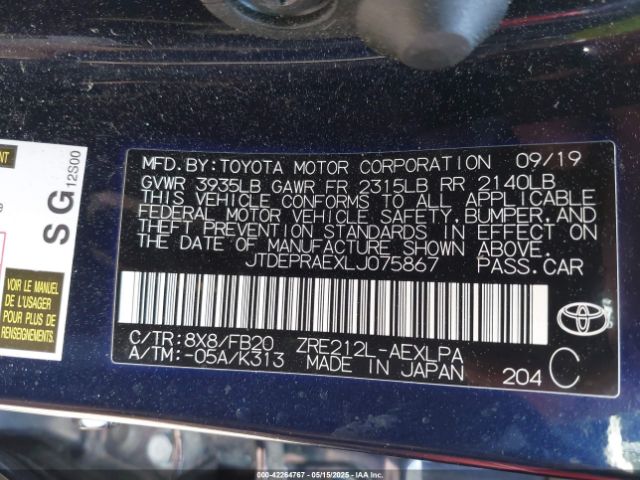 MFD. BY: TOYOTA MOTOR CORPORATION 09/19
GVWR 3935LB GAWR FR 2315LB RR 2140LB
THIS VEHICLE CONFORMS TO ALL APPLICABLE
FEDERAL MOTOR VEHICLE SAFETY, BUMPER, AND
THEFT PREVENTION STANDARDS IN EFFECT ON
THE DATE OF MANUFACTURE SHOWN ABOVE.
JTDEPRAEXLJ075867 PASS. CAR
C/TR: 8X8/FB20 ZRE212L-AEXLPA
A/TM: -05A/K313 MADE IN JAPAN
204 C
SG 12S00
VOIR LE MANUEL
DE L'USAGER
POUR PLUS DE
RENSEIGNEMENTS.
000-42264767 - 05/15/2025 - IAA Inc.